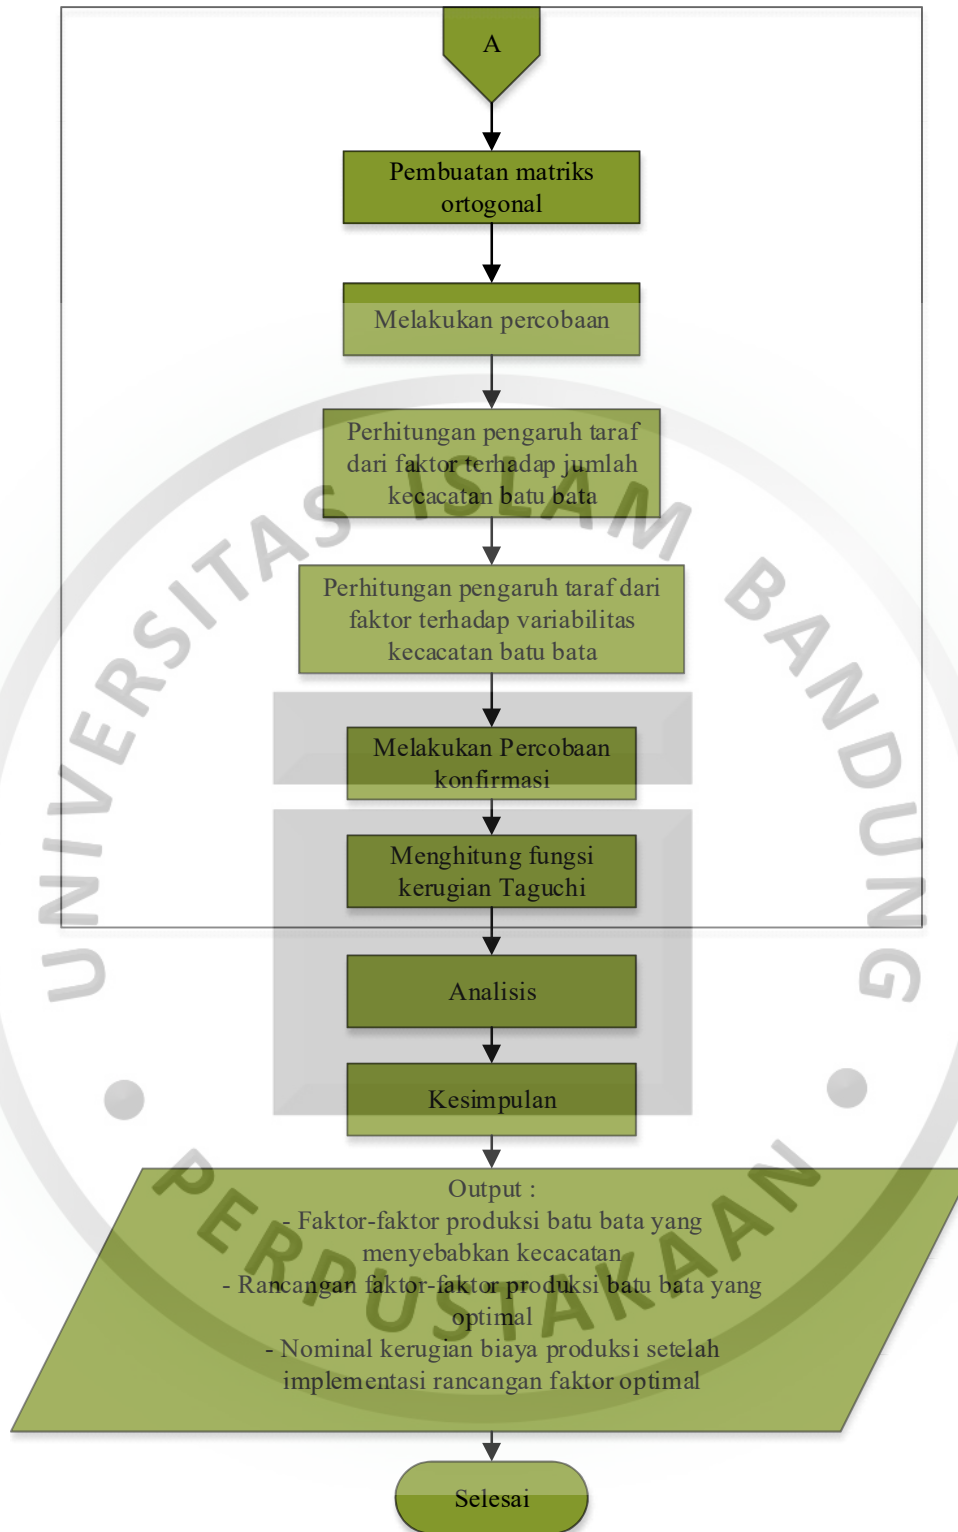 A
Pembuatan matriks
ortogonal
Melakukan percobaan
Perhitungan pengaruh taraf
dari faktor terhadap jumlah
kecacatan batu bata
Perhitungan pengaruh taraf dari
faktor terhadap variabilitas
kecacatan batu bata
Melakukan Percobaan
konfirmasi
Menghitung fungsi
kerugian Taguchi
Analisis
Kesimpulan
Output :
- Faktor-faktor produksi batu bata yang
menyebabkan kecacatan
- Rancangan faktor-faktor produksi batu bata yang
optimal
- Nominal kerugian biaya produksi setelah
implementasi rancangan faktor optimal
Selesai
UNIVERSITAS ISLAM BANDUNG
PERPUSTAKAAN